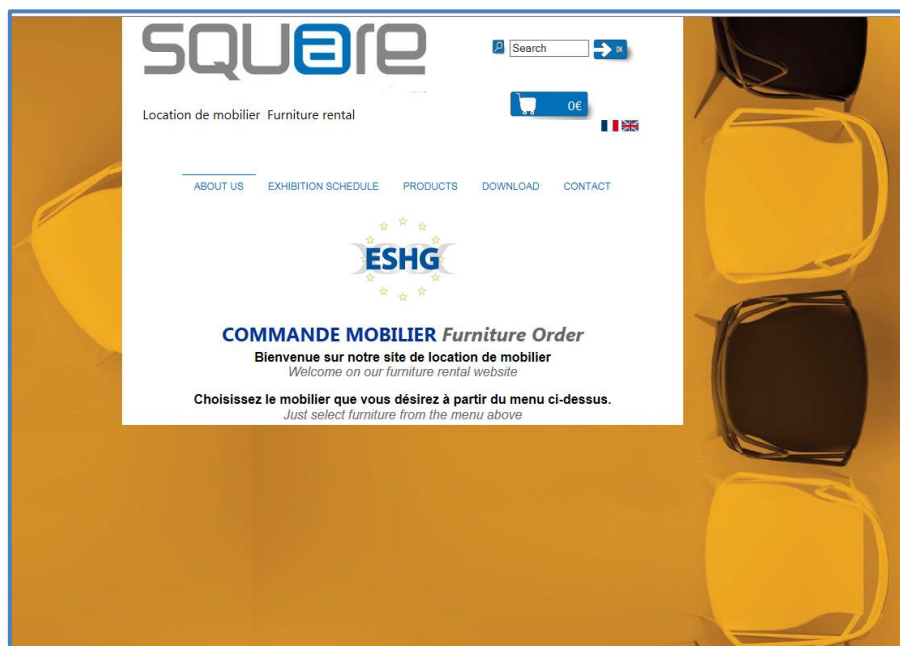 square
Search
OK
0€
Location de mobilier Furniture rental
ABOUT US EXHIBITION SCHEDULE PRODUCTS DOWNLOAD CONTACT
ESHG
COMMANDE MOBILIER Furniture Order
Bienvenue sur notre site de location de mobilier
Welcome on our furniture rental website
Choisissez le mobilier que vous désirez à partir du menu ci-dessus.
Just select furniture from the menu above